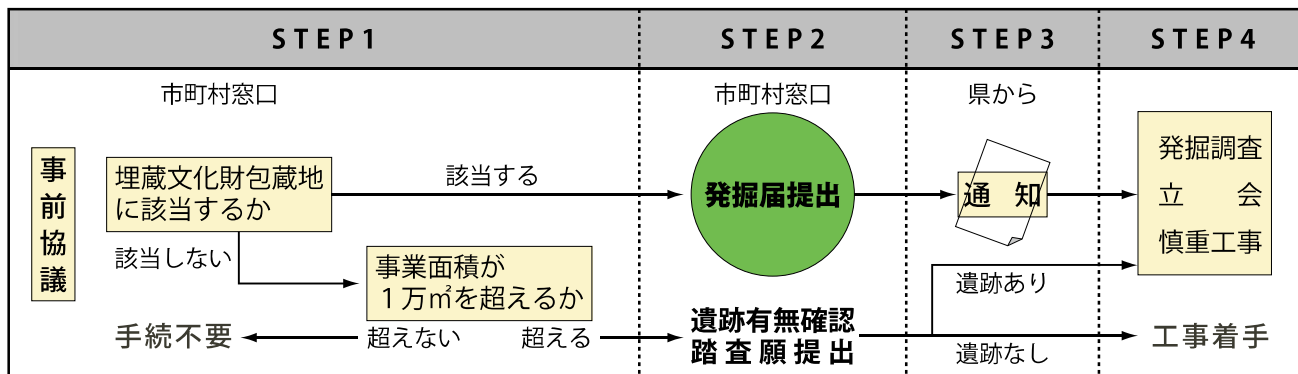 STEP1
STEP2
STEP3
STEP4
市町村窓口
市町村窓口
県から
事前協議
埋蔵文化財包蔵地
に該当するか
該当する
該当しない
事業面積が
1万㎡を超えるか
手続不要
超えない
超える
発掘届提出
遺跡有無確認
踏査願提出
通 知
遺跡あり
遺跡なし
発掘調査
立 会
慎重工事
工事着手